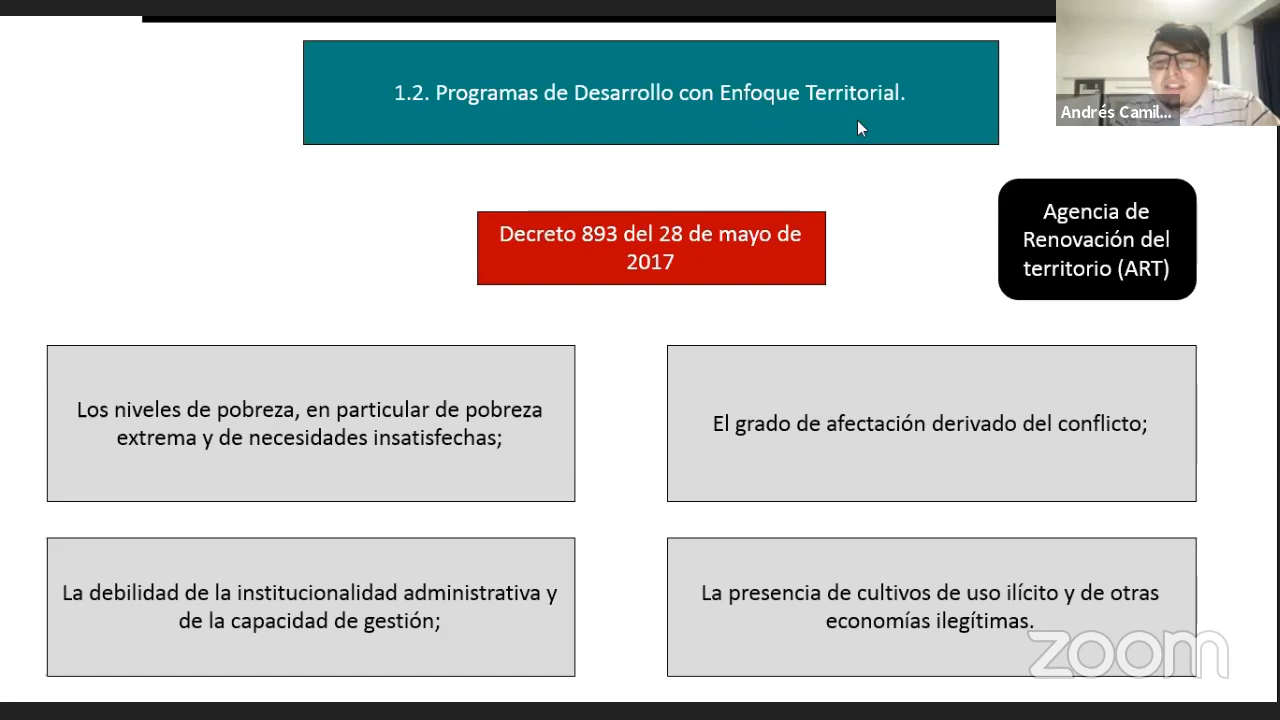 1.2. Programas de Desarrollo con Enfoque Territorial.
Andrés Camil...
Decreto 893 del 28 de mayo de
2017
Agencia de
Renovación del
territorio (ART)
Los niveles de pobreza, en particular de pobreza
extrema y de necesidades insatisfechas;
El grado de afectación derivado del conflicto;
La debilidad de la institucionalidad administrativa y
de la capacidad de gestión;
La presencia de cultivos de uso ilícito y de otras
economías ilegítimas.
zoom